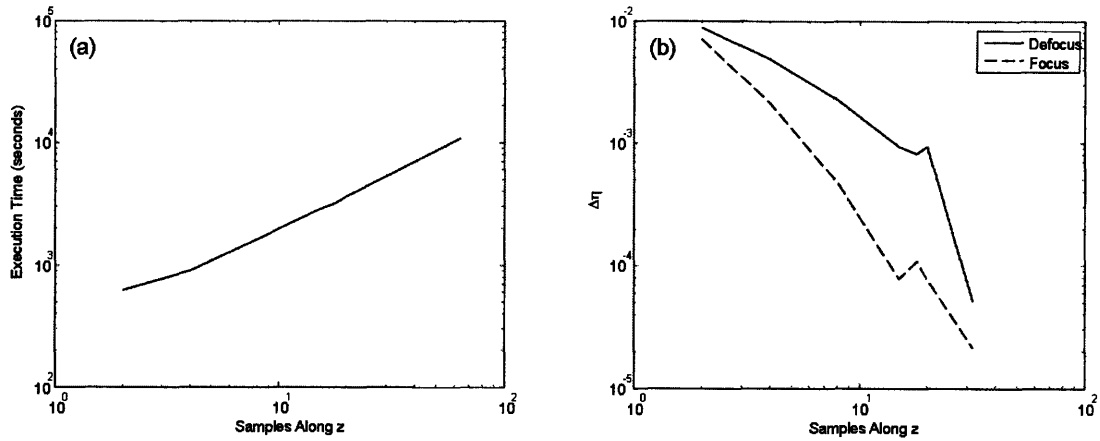 (a)
Execution Time (seconds)
10^5
10^4
10^3
10^2
10^0
10^1
10^2
Samples Along z
(b)
Defocus
Focus
Δη
10^-2
10^-3
10^-4
10^-5
10^0
10^1
10^2
Samples Along z